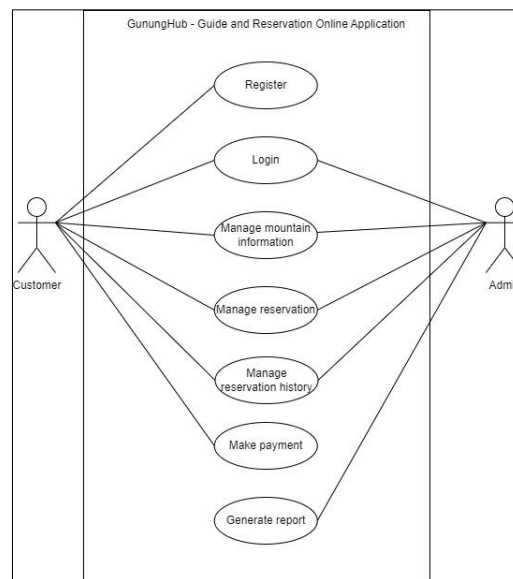 GunungHub - Guide and Reservation Online Application
Register
Login
Manage mountain
information
Customer
Admi
Manage reservation
Manage
reservation history
Make payment
Generate report